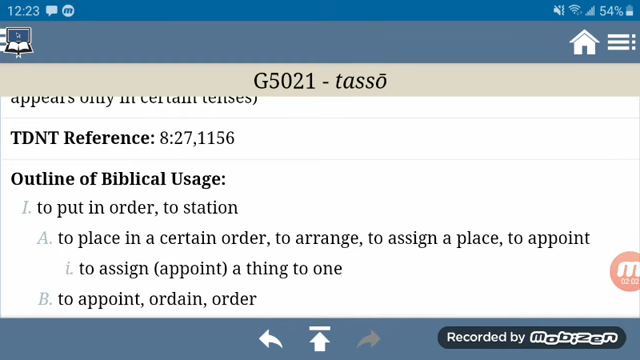 12:23
54%
G5021 - tassō
appears only in certain tenses)
TDNT Reference: 8:27,1156
Outline of Biblical Usage:
I. to put in order, to station
A. to place in a certain order, to arrange, to assign a place, to appoint
i. to assign (appoint) a thing to one
02:02
B. to appoint, ordain, order
Recorded by mobizen